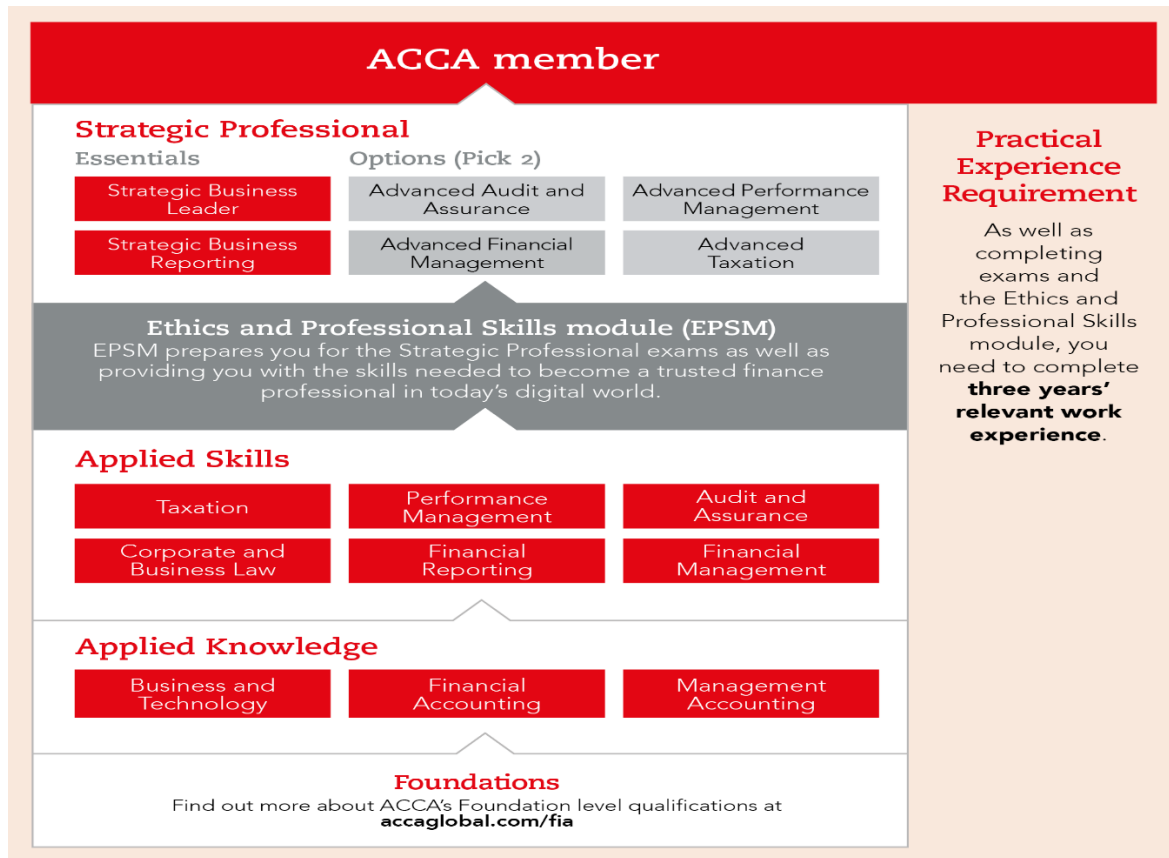 ACCA member
Strategic Professional
Essentials
Options (Pick 2)
Strategic Business
Leader
Advanced Audit and
Assurance
Advanced Performance
Management
Strategic Business
Reporting
Advanced Financial
Management
Advanced
Taxation
Ethics and Professional Skills module (EPSM)
EPSM prepares you for the Strategic Professional exams as well as
providing you with the skills needed to become a trusted finance
professional in today's digital world.
Applied Skills
Taxation
Performance
Management
Audit and
Assurance
Corporate and
Business Law
Financial
Reporting
Financial
Management
Applied Knowledge
Business and
Technology
Financial
Accounting
Management
Accounting
Foundations
Find out more about ACCA's Foundation level qualifications at
accaglobal.com/fia
Practical
Experience
Requirement
As well as
completing
exams and
the Ethics and
Professional Skills
module, you
need to complete
three years'
relevant work
experience.